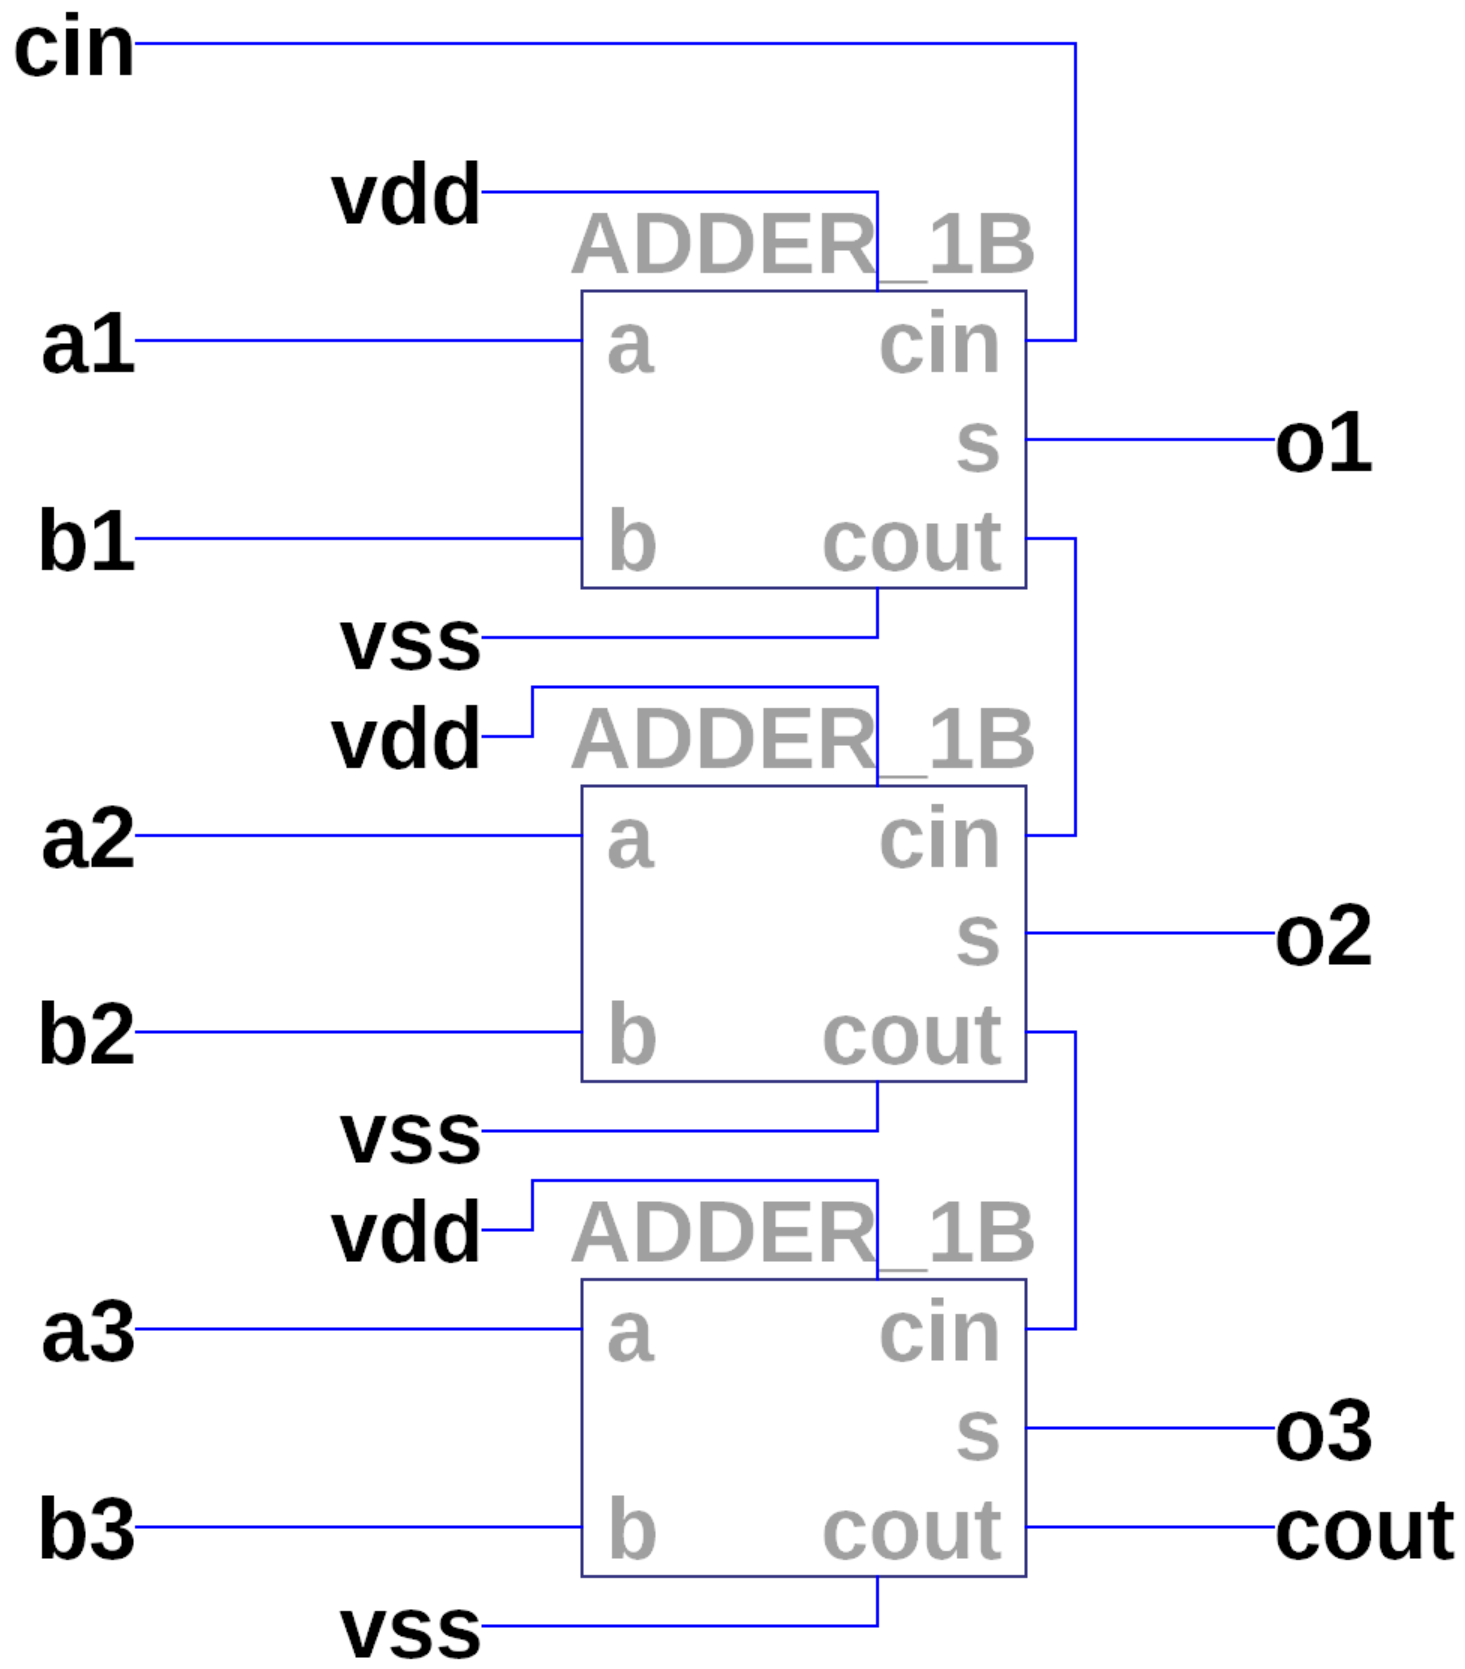 cin
vdd
ADDER_1B
a1 a cin
s o1
b1 b cout
vss
vdd ADDER_1B
a2 a cin
s o2
b2 b cout
vss
vdd ADDER_1B
a3 a cin
s o3
b3 b cout cout
vss